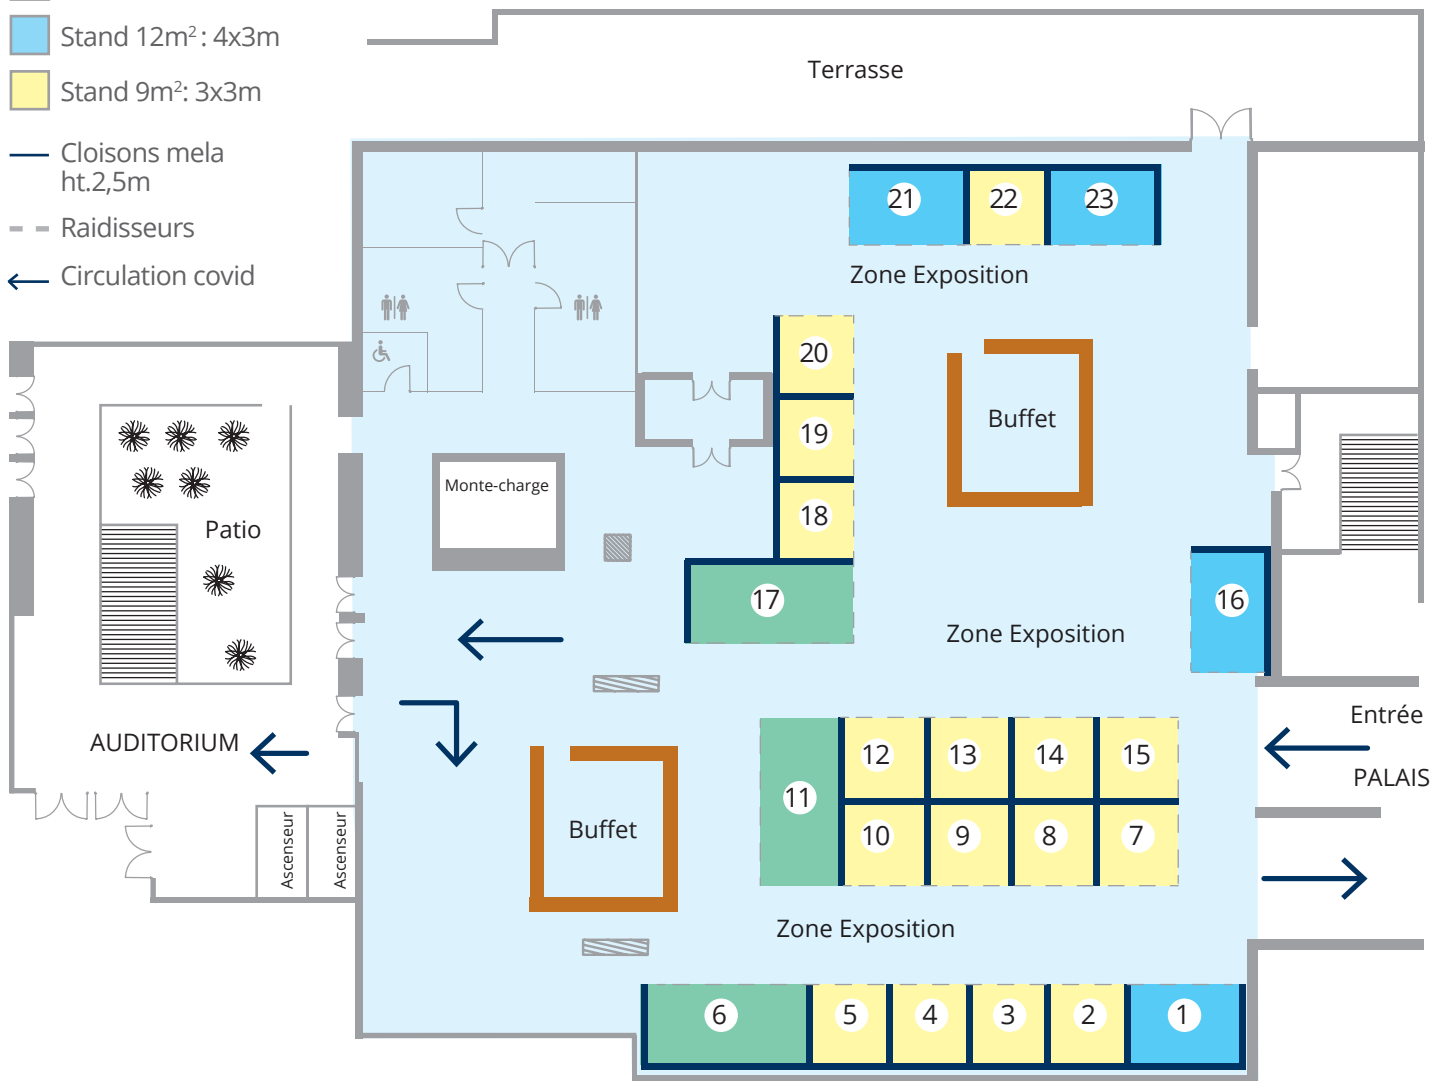 Stand 12m²: 4x3m
Stand 9m²: 3x3m
Cloisons mela
ht.2,5m
Raidisseurs
Circulation covid
Terrasse
21
22
23
Zone Exposition
20
19
18
17
Buffet
Monte-charge
Patio
16
Zone Exposition
Entrée
PALAIS
AUDITORIUM
12
13
14
15
11
10
9
8
7
Buffet
Ascenseur
Ascenseur
Zone Exposition
6
5
4
3
2
1